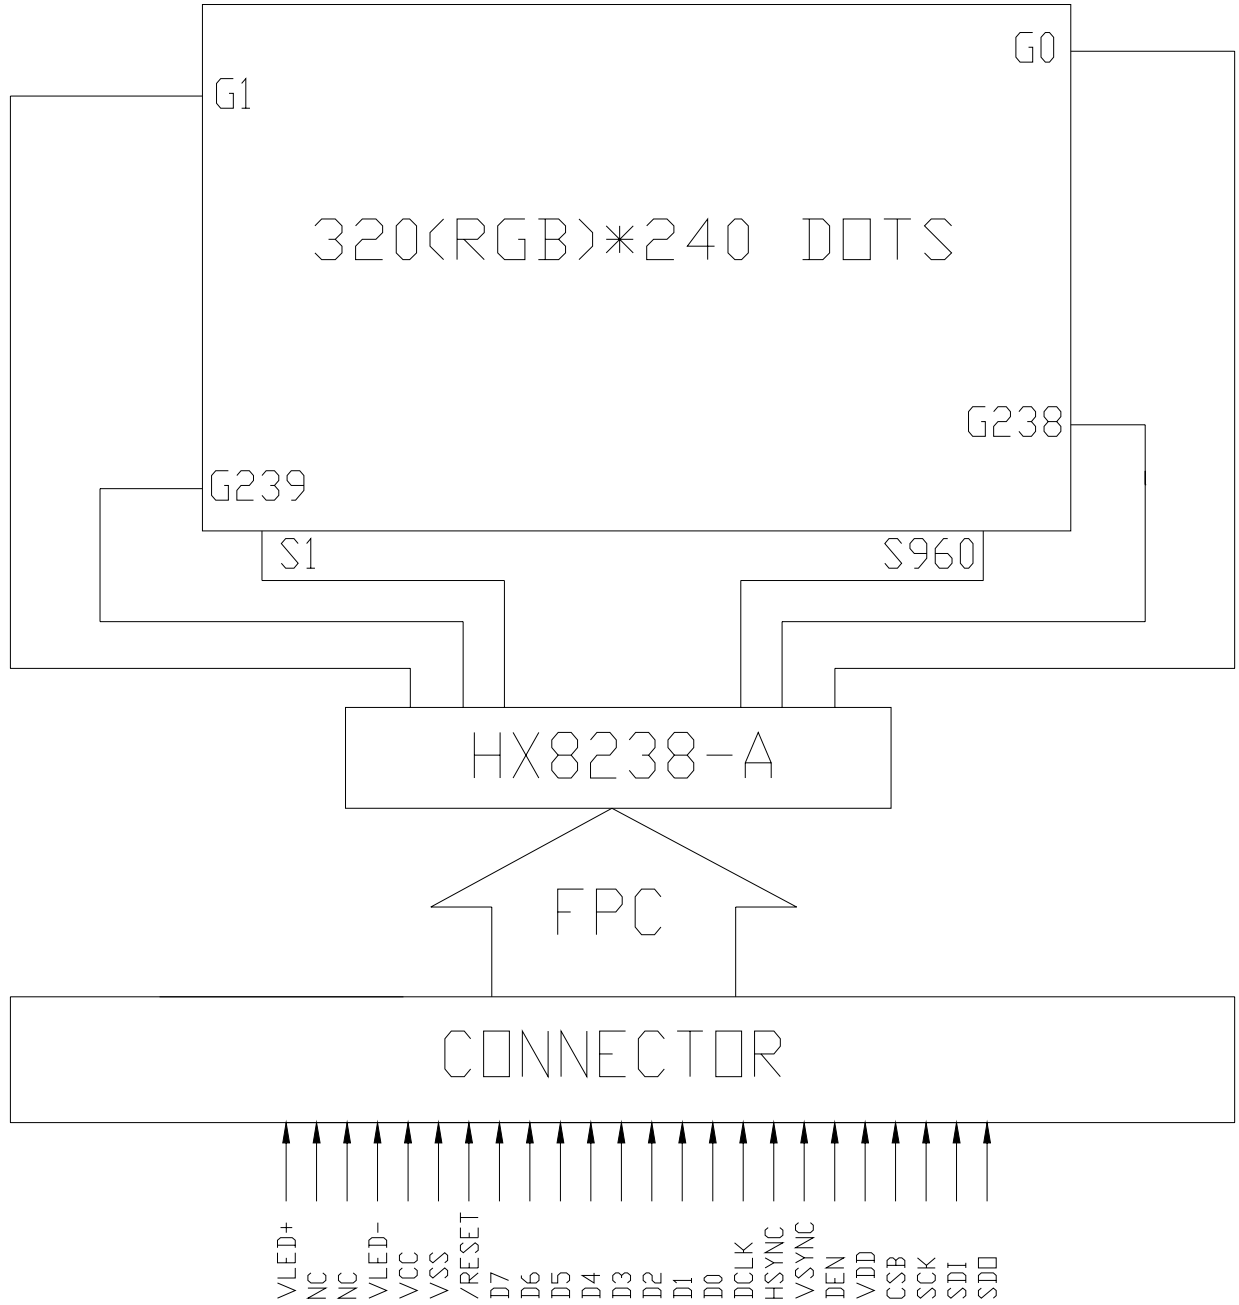 G0
G1
320(RGB)*240 DOTS
G238
G239
S1
S960
HX8238-A
FPC
CONNECTOR
VLED+
NC
NC
VLED-
VCC
VSS
/RESET
D7
D6
D5
D4
D3
D2
D1
D0
DCLK
HSYNC
VSYNC
DEN
VDD
CSB
SCK
SDI
SDO